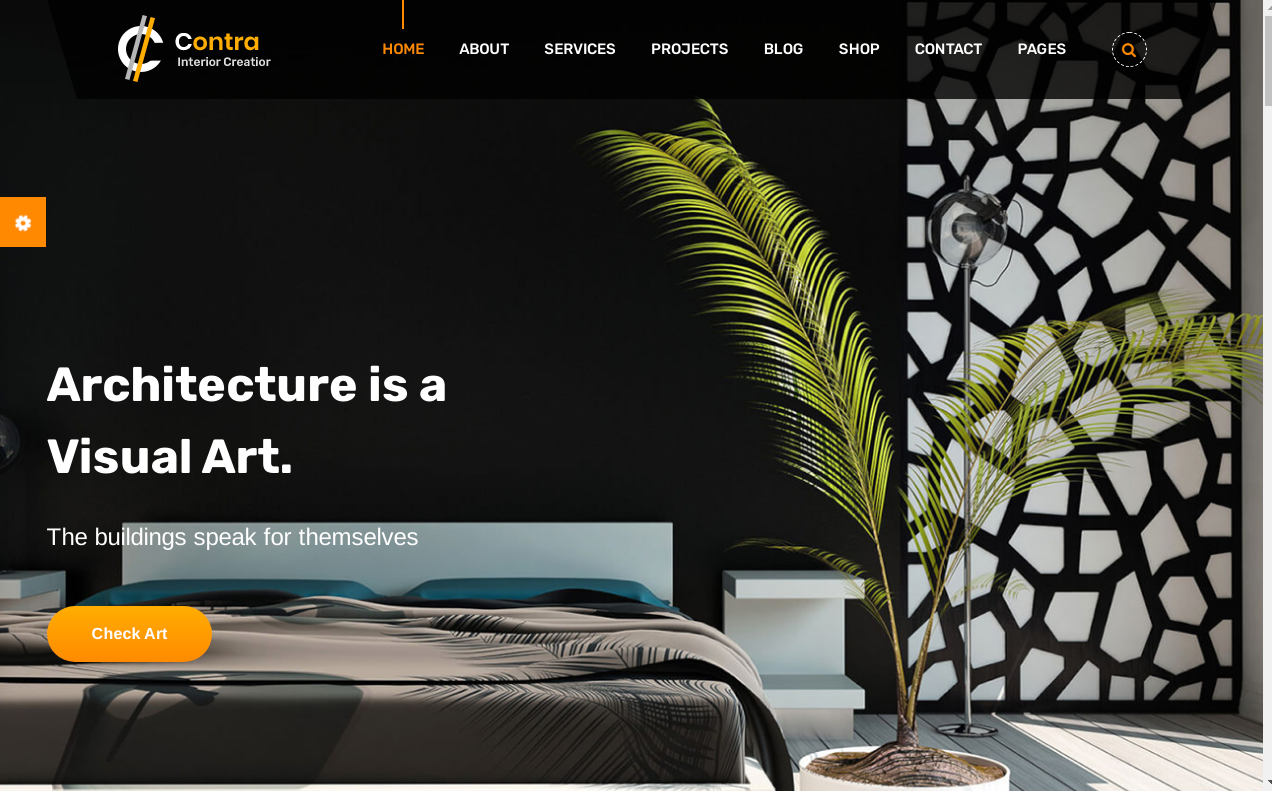 Contra
Interior Creation
HOME ABOUT SERVICES PROJECTS BLOG SHOP CONTACT PAGES
Architecture is a
Visual Art.
The buildings speak for themselves
Check Art